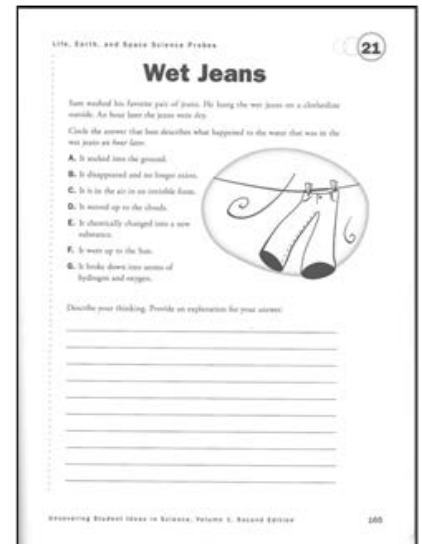 Life, Earth, and Space Science Probes
21
Wet Jeans
Sam washed his favorite pair of jeans. He hung the wet jeans on a clothesline
outside. An hour later the jeans were dry.
Circle the answer that best describes what happened to the water that was in the
wet jeans an hour later.
A. It soaked into the ground.
B. It disappeared and no longer exists.
C. It is in the air in an invisible form.
D. It moved up to the clouds.
E. It chemically changed into a new
substance.
F. It went up to the Sun.
G. It broke down into atoms of
hydrogen and oxygen.
Describe your thinking. Provide an explanation for your answer.
Uncovering Student Ideas in Science, Volume 1, Second Edition
165